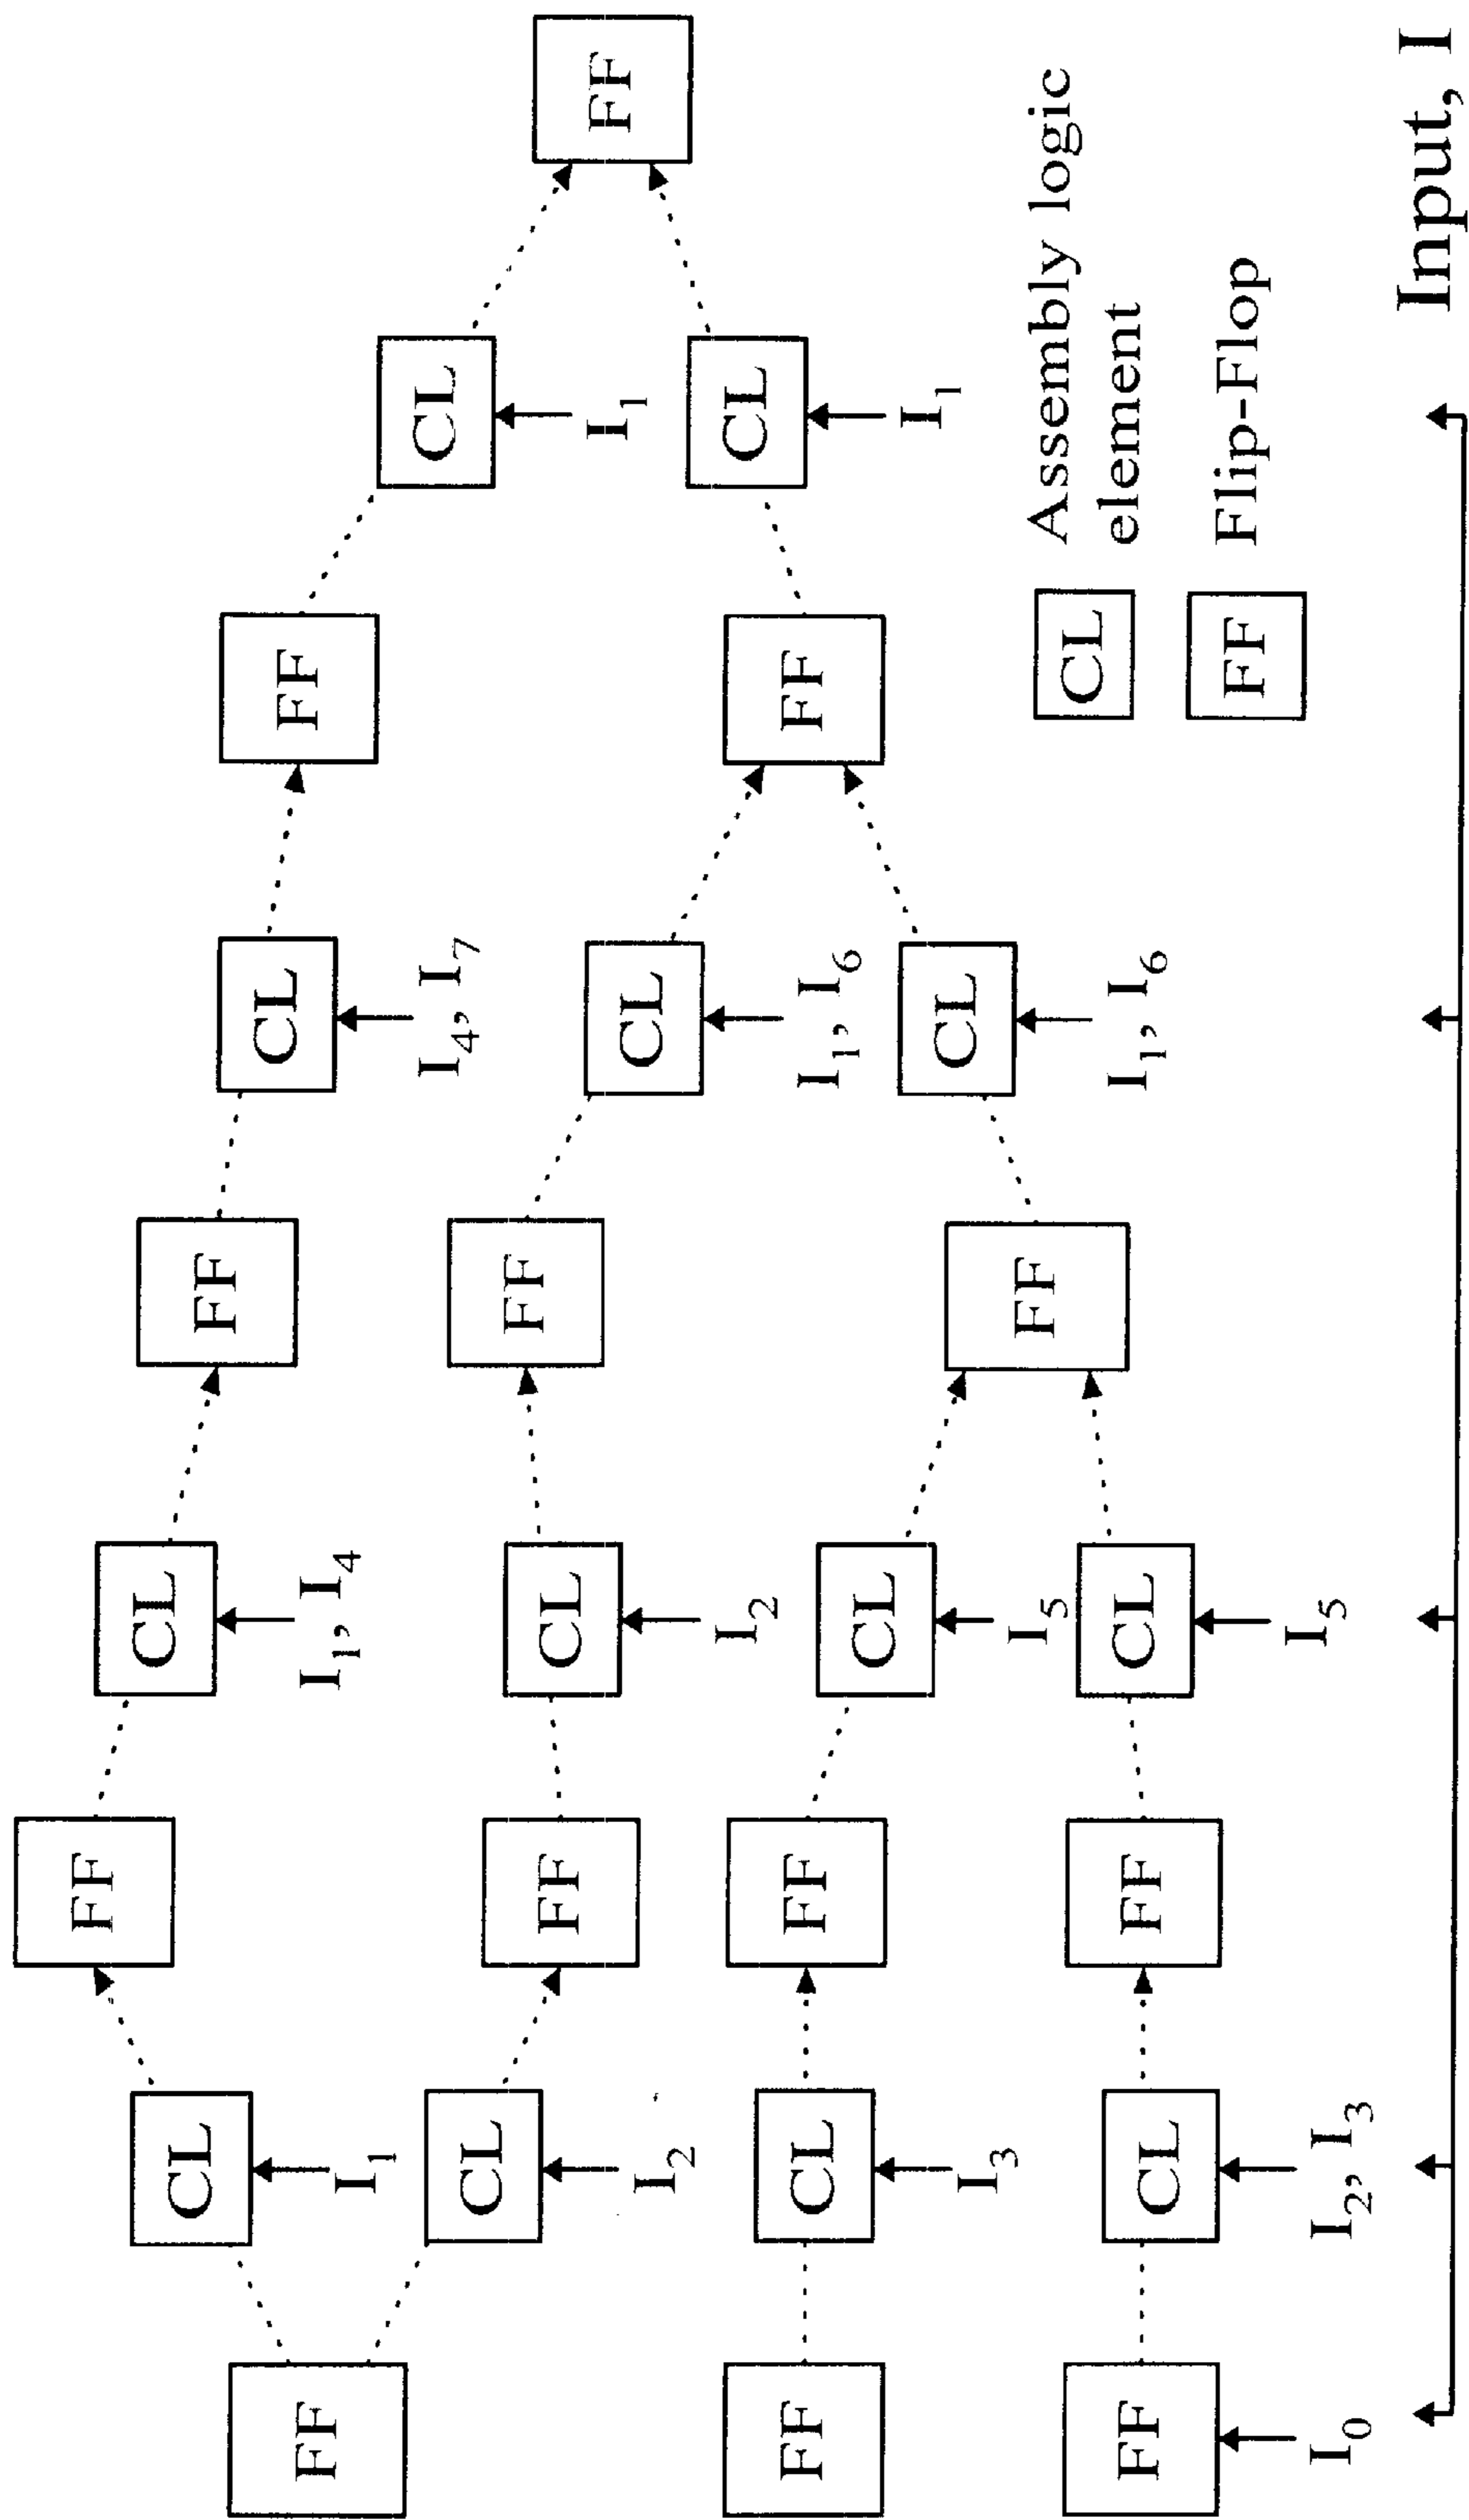 FF
CL
CL
FF
CL
FF
FF
I1, I4
I1
CL
I4, I7
CL
FF
FF
CL
I1
FF
CL
I2
I2
CL
FF
CL
FF
FF
I1, I6
CL
I1
CL
I3
I5
FF
Assembly logic
CL
element
CL
I1, I6
FF
CL
FF
FF
Flip-Flop
I5
I0
I2, I3
Input, I